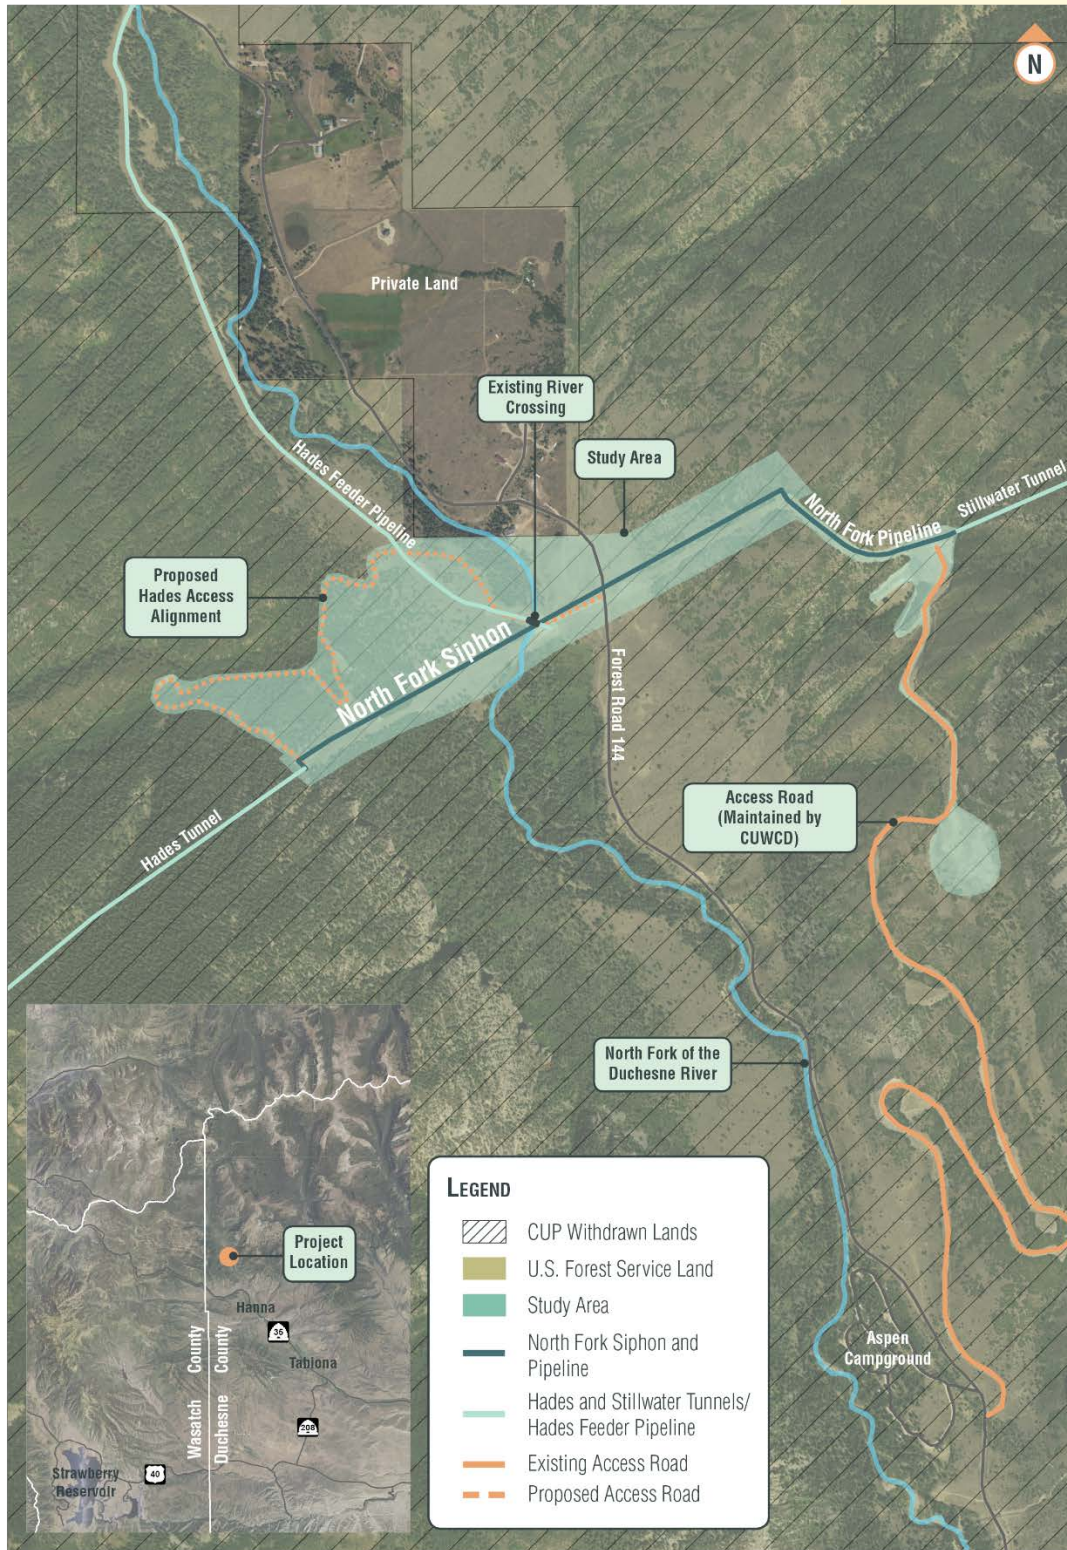 N
Private Land
Existing River
Crossing
Study Area
Hades Feeder Pipeline
North Fork Pipeline
Stillwater Tunnel
Proposed
Hades Access
Alignment
North Fork Siphon
Forest Road 144
Hades Tunnel
Access Road
(Maintained by
CUWCD)
North Fork of the
Duchesne River
Aspen
Campground
Project
Location
Hanna
36
Tabiona
Wasatch County
Duchesne County
208
Strawberry
Reservoir
40
LEGEND
CUP Withdrawn Lands
U.S. Forest Service Land
Study Area
North Fork Siphon and
Pipeline
Hades and Stillwater Tunnels/
Hades Feeder Pipeline
Existing Access Road
Proposed Access Road